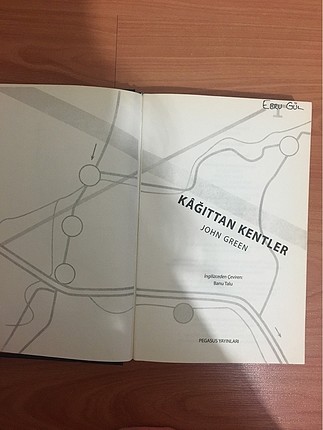 EBRU GÜL
KÂĞITTAN KENTLER
JOHN GREEN
İngilizceden Çeviren:
Banu Talu
PEGASUS YAYINLARI